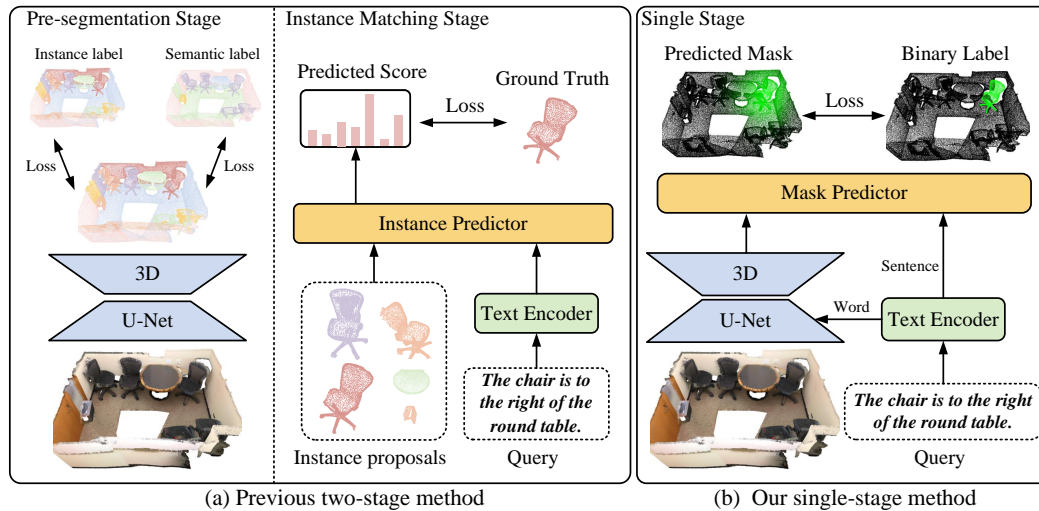 Pre-segmentation Stage
Instance label
Semantic label
Loss
Loss
3D
U-Net
Instance Matching Stage
Predicted Score
Ground Truth
Loss
Instance Predictor
Text Encoder
The chair is to
the right of the
round table.
Instance proposals
Query
(a) Previous two-stage method
Single Stage
Predicted Mask
Binary Label
Loss
Mask Predictor
3D
U-Net
Sentence
Word
Text Encoder
The chair is to the right
of the round table.
Query
(b) Our single-stage method